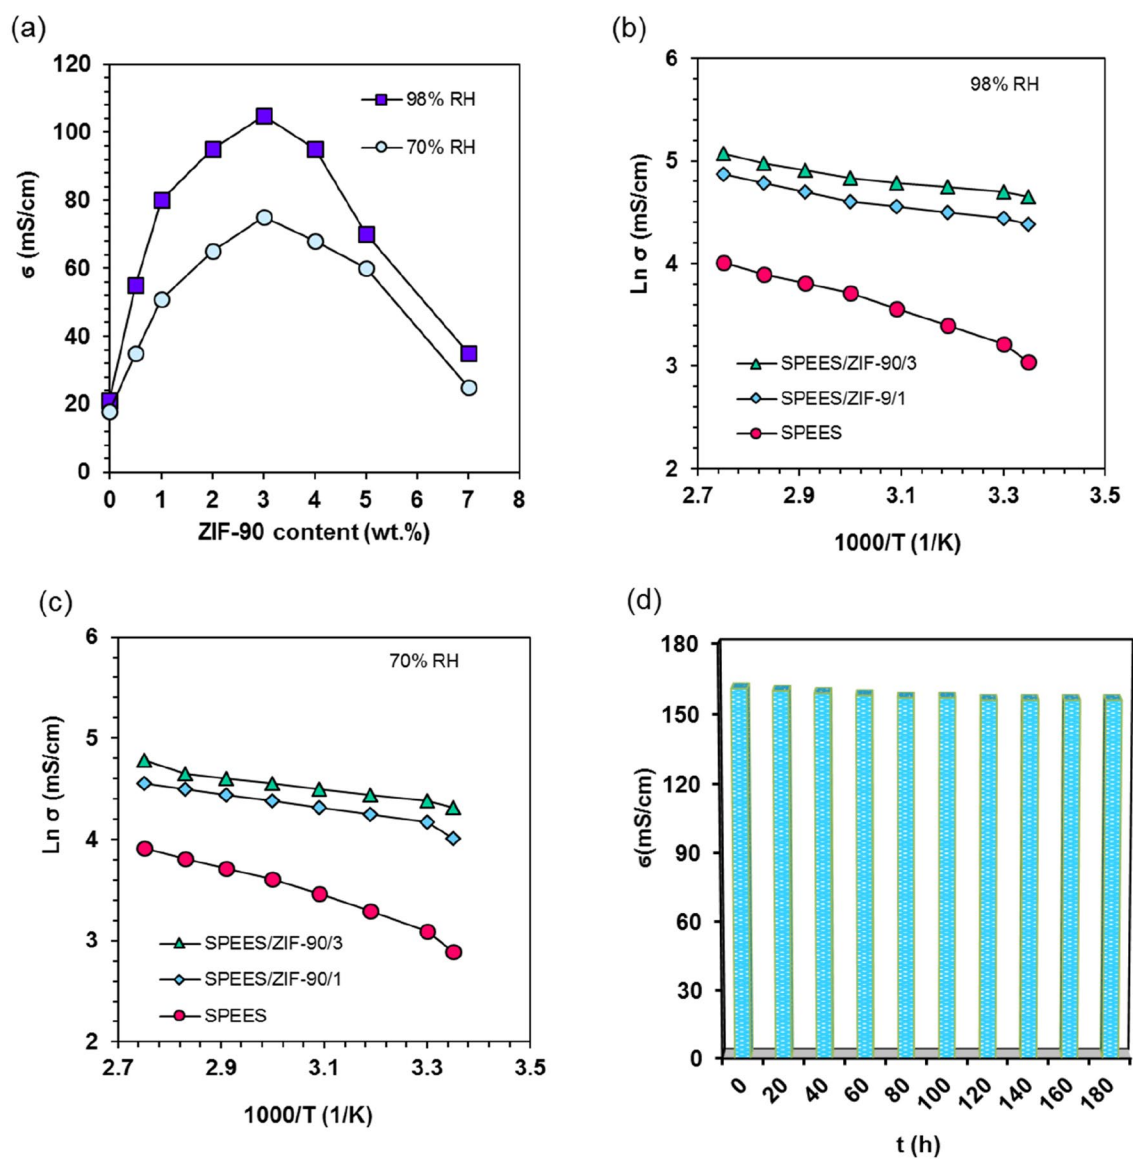 (a)
120
100
80
60
40
20
0
ϭ (mS/cm)
98% RH
70% RH
0 1 2 3 4 5 6 7 8
ZIF-90 content (wt.%)
(b)
6
5
4
3
2
Ln σ (mS/cm)
98% RH
SPEES/ZIF-90/3
SPEES/ZIF-9/1
SPEES
2.7 2.9 3.1 3.3 3.5
1000/T (1/K)
(c)
6
5
4
3
2
Ln σ (mS/cm)
70% RH
SPEES/ZIF-90/3
SPEES/ZIF-90/1
SPEES
2.7 2.9 3.1 3.3 3.5
1000/T (1/K)
(d)
180
150
120
90
60
30
0
ϭ(mS/cm)
0 20 40 60 80 100 120 140 160 180
t (h)